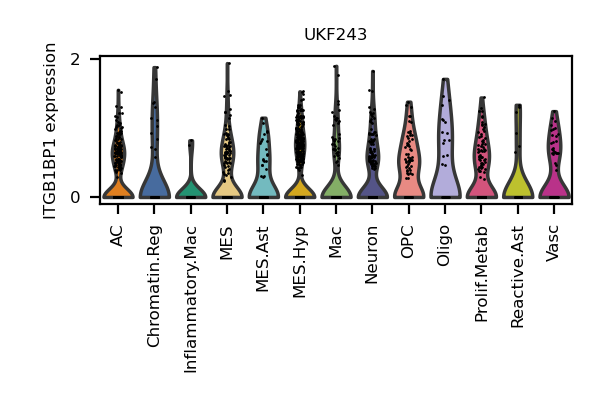 UKF243
ITGB1BP1 expression
2
0
AC
Chromatin.Reg
Inflammatory.Mac
MES
MES.Ast
MES.Hyp
Mac
Neuron
OPC
Oligo
Prolif.Metab
Reactive.Ast
Vasc